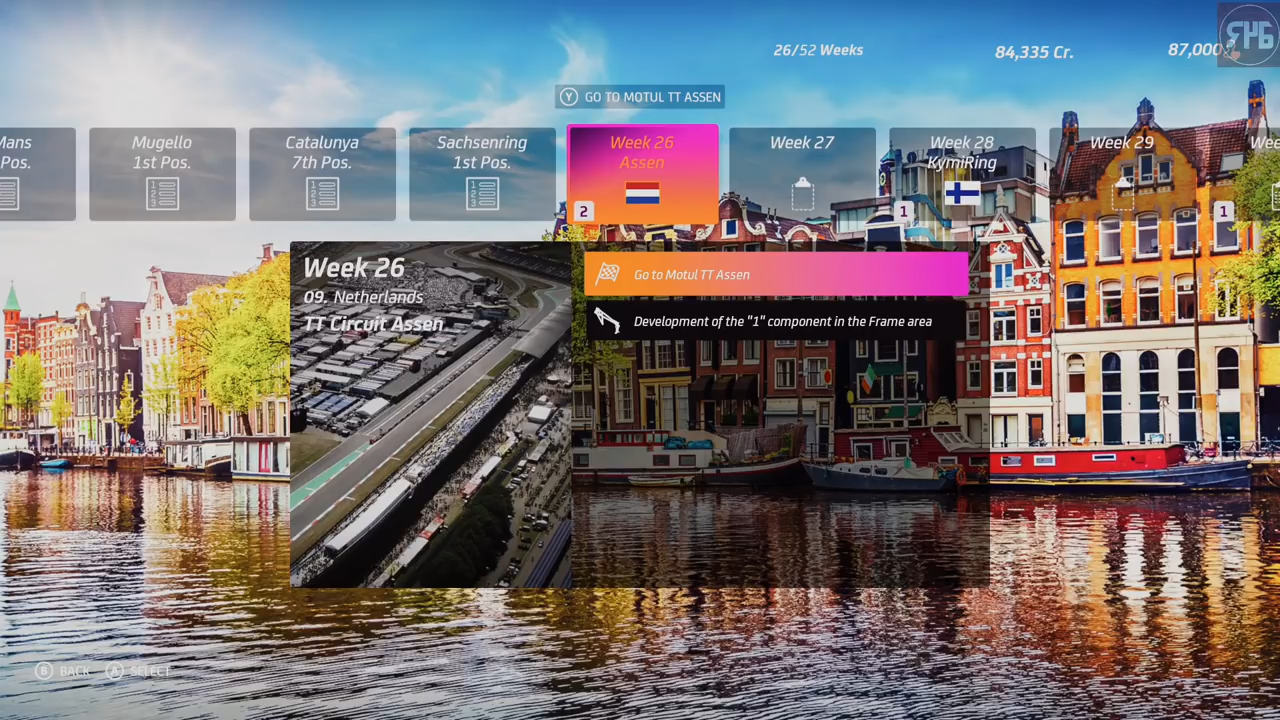 ЯНБ
26/52 Weeks
84,335 Cr.
87,000
Y GO TO MOTUL TT ASSEN
Mans
Pos.
Mugello
1st Pos.
Catalunya
7th Pos.
Sachsenring
1st Pos.
Week 26
Assen
2
Week 27
Week 28
KymiRing
1
Week 29
1
Week 26
09. Netherlands
TT Circuit Assen
Go to Motul TT Assen
Development of the "1" component in the Frame area
B BACK A SELECT